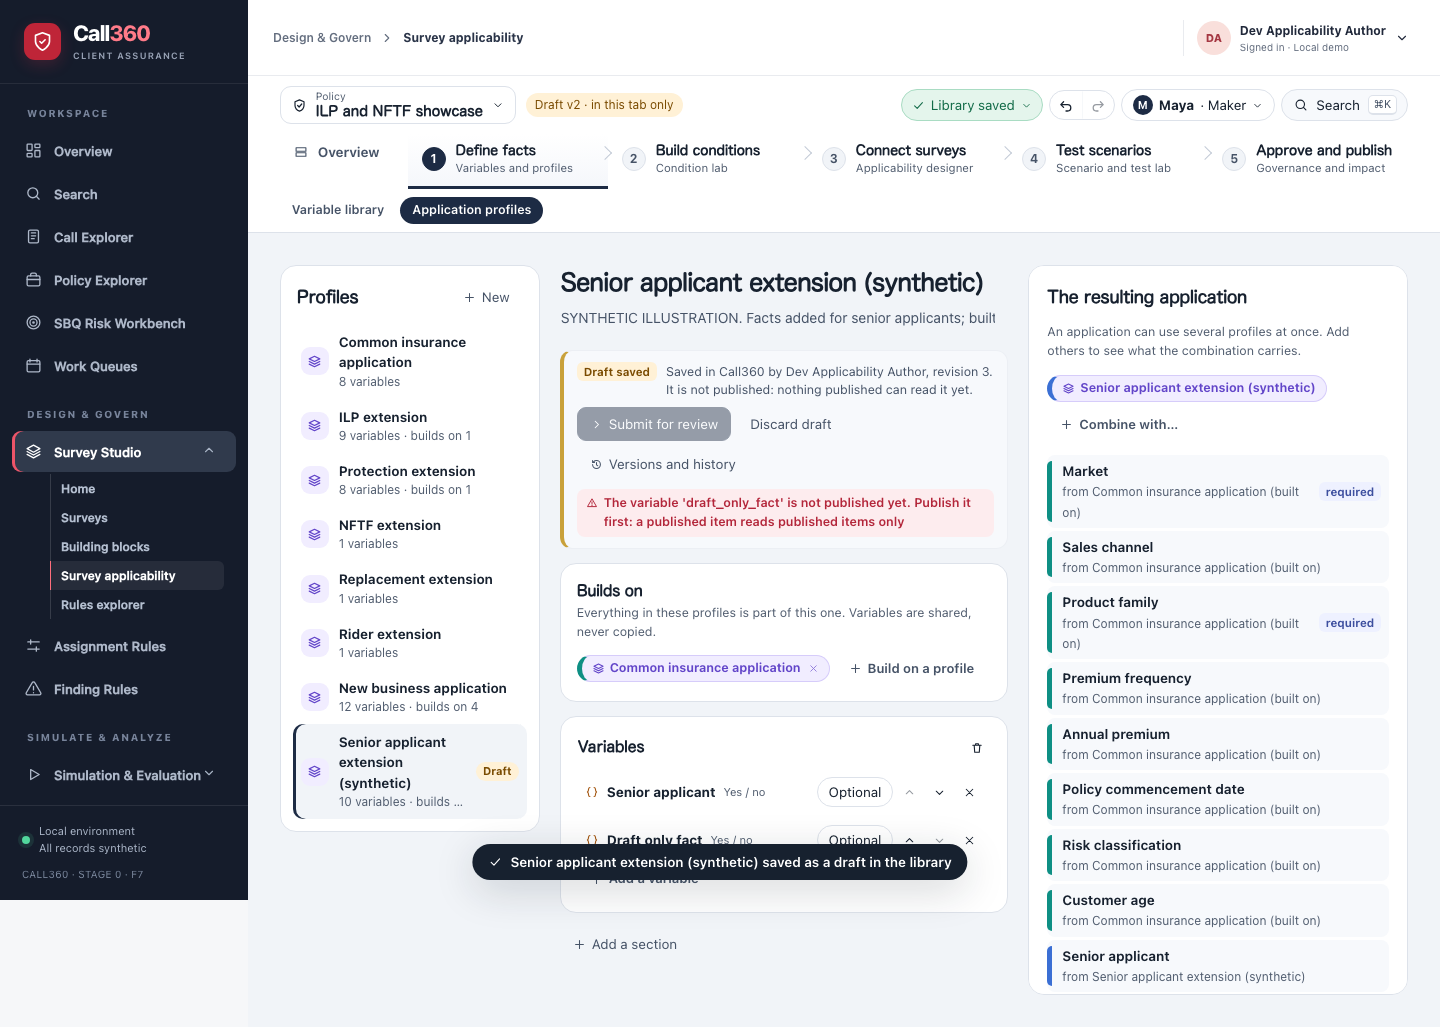 Call360
CLIENT ASSURANCE
WORKSPACE
Overview
Search
Call Explorer
Policy Explorer
SBQ Risk Workbench
Work Queues
DESIGN & GOVERN
Survey Studio
Home
Surveys
Building blocks
Survey applicability
Rules explorer
Assignment Rules
Finding Rules
SIMULATE & ANALYZE
Simulation & Evaluation
Local environment
All records synthetic
CALL360 · STAGE 0 · F7
Design & Govern
Survey applicability
DA
Dev Applicability Author
Signed in · Local demo
Policy
ILP and NFTF showcase
Draft v2 · in this tab only
Library saved
M
Maya · Maker
Search
⌘K
Overview
1
Define facts
Variables and profiles
2
Build conditions
Condition lab
3
Connect surveys
Applicability designer
4
Test scenarios
Scenario and test lab
5
Approve and publish
Governance and impact
Variable library
Application profiles
Profiles
New
Common insurance
application
8 variables
ILP extension
9 variables · builds on 1
Protection extension
8 variables · builds on 1
NFTF extension
1 variables
Replacement extension
1 variables
Rider extension
1 variables
New business application
12 variables · builds on 4
Senior applicant
extension
(synthetic)
Draft
10 variables · builds ...
Senior applicant extension (synthetic)
SYNTHETIC ILLUSTRATION. Facts added for senior applicants; built
Draft saved
Saved in Call360 by Dev Applicability Author, revision 3.
It is not published: nothing published can read it yet.
Submit for review
Discard draft
Versions and history
The variable 'draft_only_fact' is not published yet. Publish it
first: a published item reads published items only
Builds on
Everything in these profiles is part of this one. Variables are shared,
never copied.
Common insurance application
Build on a profile
Variables
Senior applicant
Yes / no
Optional
Draft only fact
Yes / no
Optional
Add a variable
Senior applicant extension (synthetic) saved as a draft in the library
Add a section
The resulting application
An application can use several profiles at once. Add
others to see what the combination carries.
Senior applicant extension (synthetic)
Combine with...
Market
from Common insurance application (built
on)
required
Sales channel
from Common insurance application (built on)
Product family
from Common insurance application (built
on)
required
Premium frequency
from Common insurance application (built on)
Annual premium
from Common insurance application (built on)
Policy commencement date
from Common insurance application (built on)
Risk classification
from Common insurance application (built on)
Customer age
from Common insurance application (built on)
Senior applicant
from Senior applicant extension (synthetic)